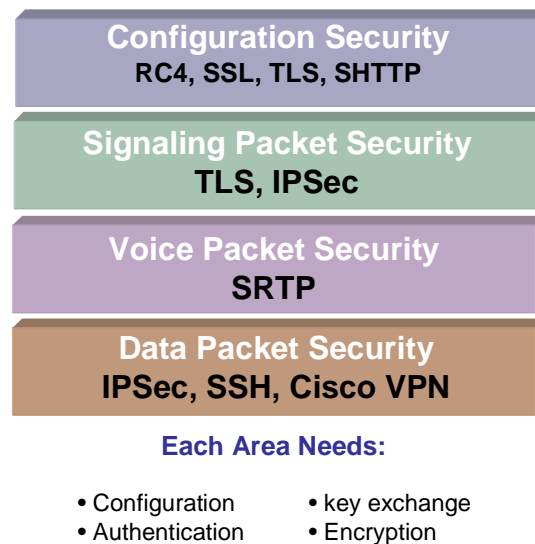 Configuration Security
RC4, SSL, TLS, SHTTP
Signaling Packet Security
TLS, IPSec
Voice Packet Security
SRTP
Data Packet Security
IPSec, SSH, Cisco VPN
Each Area Needs:
• Configuration
• Authentication
• key exchange
• Encryption